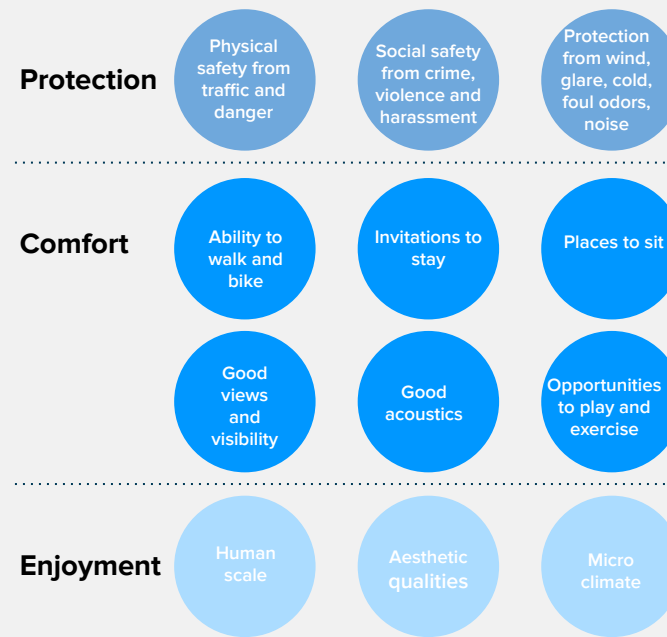 Protection
Physical
safety from
traffic and
danger
Social safety
from crime,
violence and
harassment
Protection
from wind,
glare, cold,
foul odors,
noise
Comfort
Ability to
walk and
bike
Invitations to
stay
Places to sit
Good
views
and
visibility
Good
acoustics
Opportunities
to play and
exercise
Enjoyment
Human
scale
Aesthetic
qualities
Micro
climate